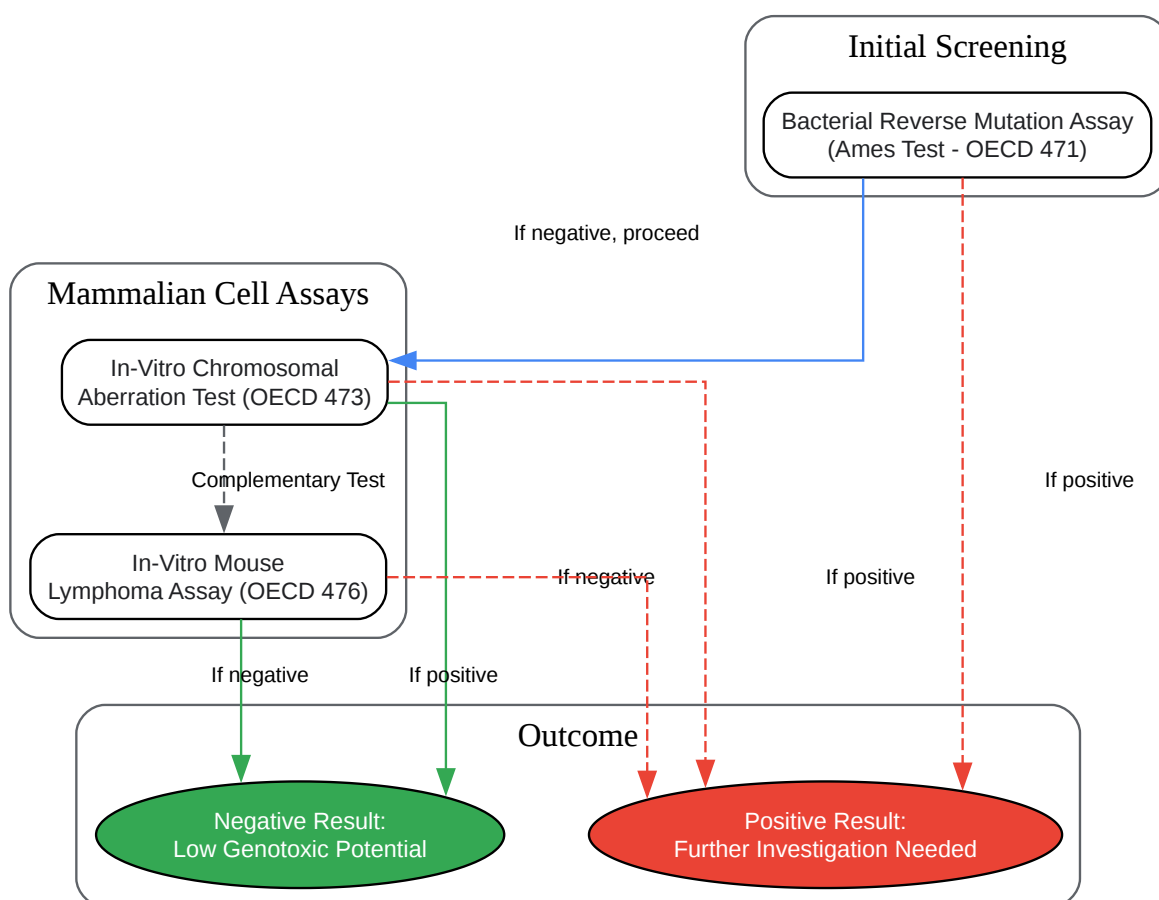 Initial Screening
Bacterial Reverse Mutation Assay
(Ames Test - OECD 471)
If negative, proceed
Mammalian Cell Assays
In-Vitro Chromosomal
Aberration Test (OECD 473)
Complementary Test
If positive
In-Vitro Mouse
Lymphoma Assay (OECD 476)
If negative
If positive
If negative
If positive
Outcome
Negative Result:
Low Genotoxic Potential
Positive Result:
Further Investigation Needed